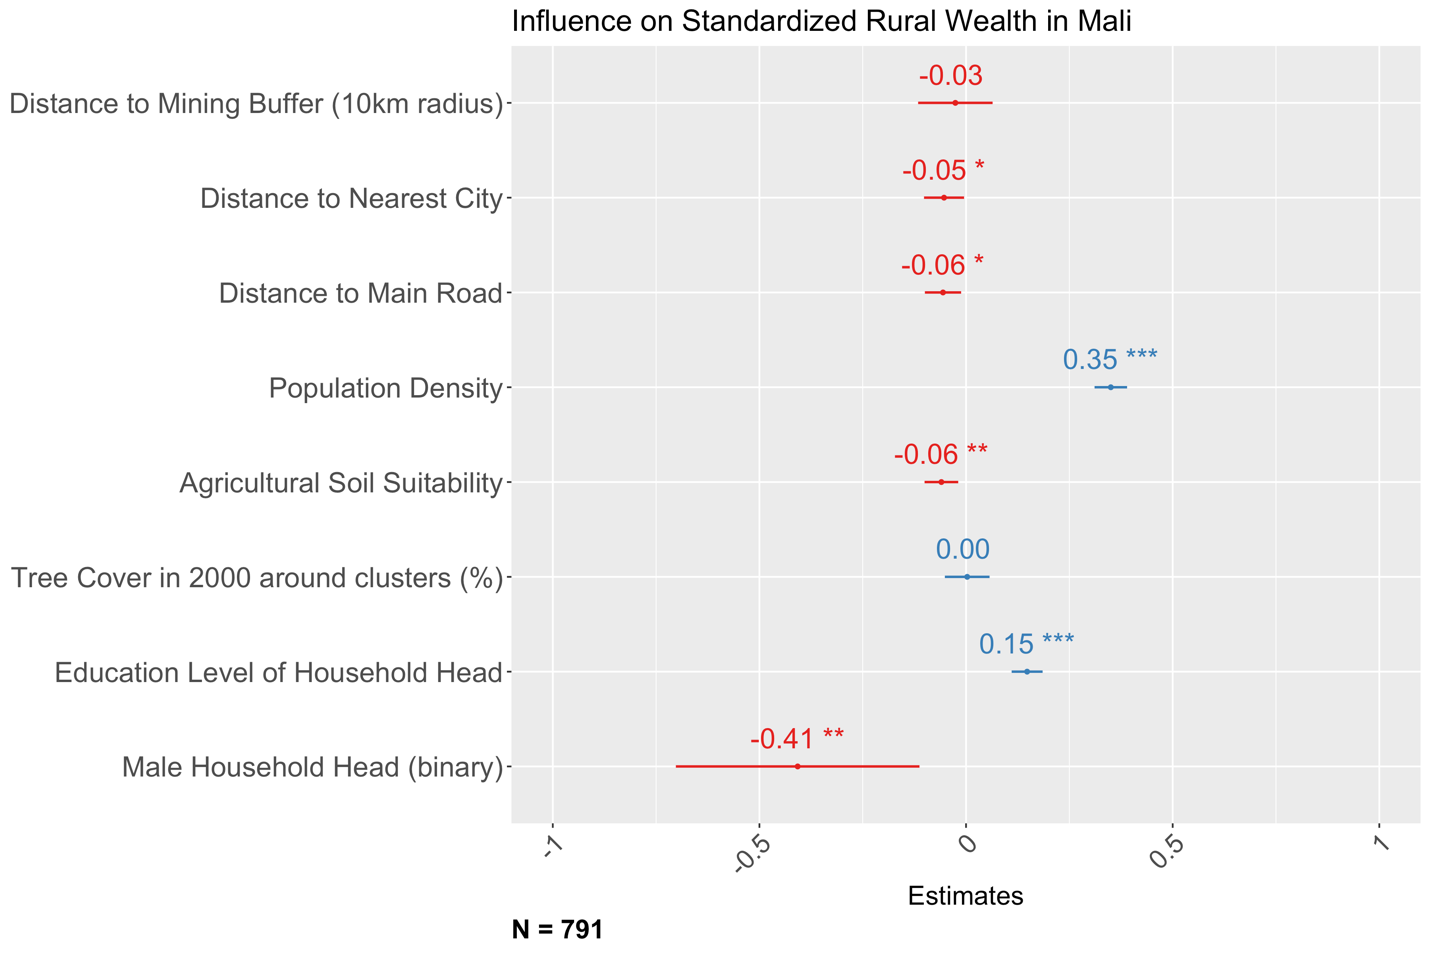 Influence on Standardized Rural Wealth in Mali
Distance to Mining Buffer (10km radius)
-0.03
Distance to Nearest City
-0.05 *
Distance to Main Road
-0.06 *
Population Density
0.35 ***
Agricultural Soil Suitability
-0.06 **
Tree Cover in 2000 around clusters (%)
0.00
Education Level of Household Head
0.15 ***
Male Household Head (binary)
-0.41 **
-1 -0.5 0 0.5 1
Estimates
N = 791